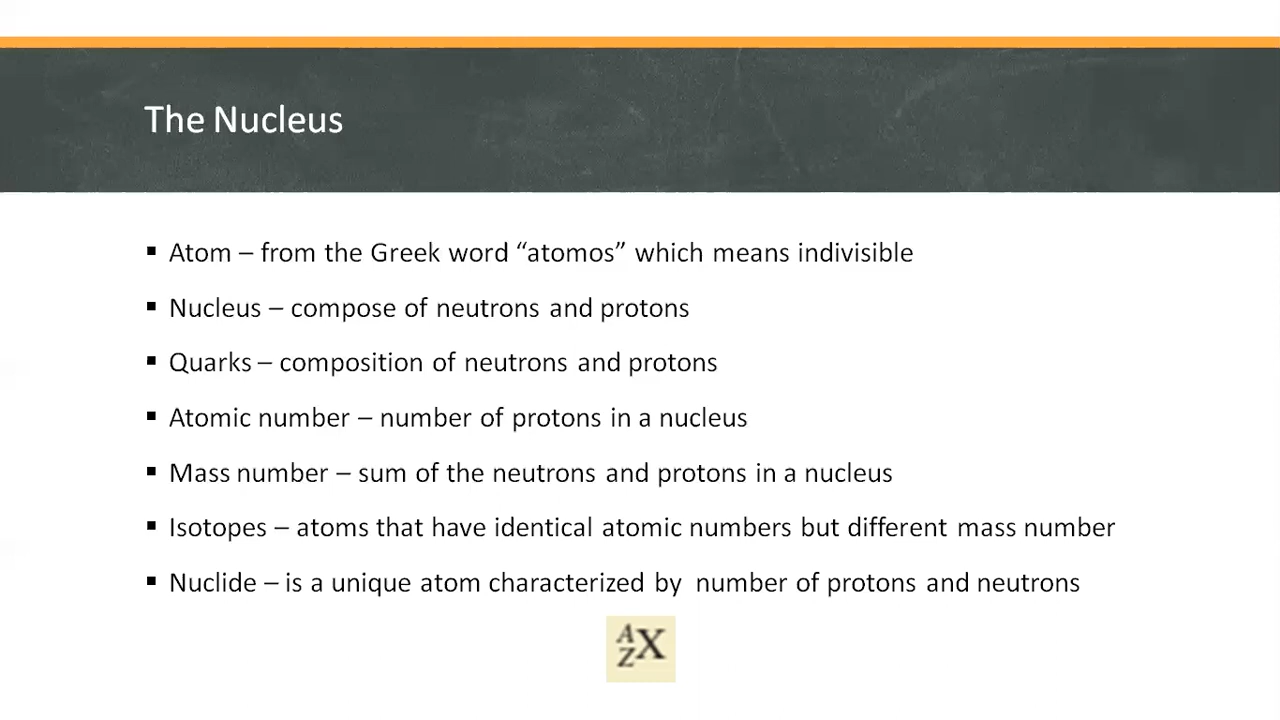 The Nucleus
▪ Atom – from the Greek word “atomos” which means indivisible
▪ Nucleus – compose of neutrons and protons
▪ Quarks – composition of neutrons and protons
▪ Atomic number – number of protons in a nucleus
▪ Mass number – sum of the neutrons and protons in a nucleus
▪ Isotopes – atoms that have identical atomic numbers but different mass number
▪ Nuclide – is a unique atom characterized by number of protons and neutrons
A
Z X